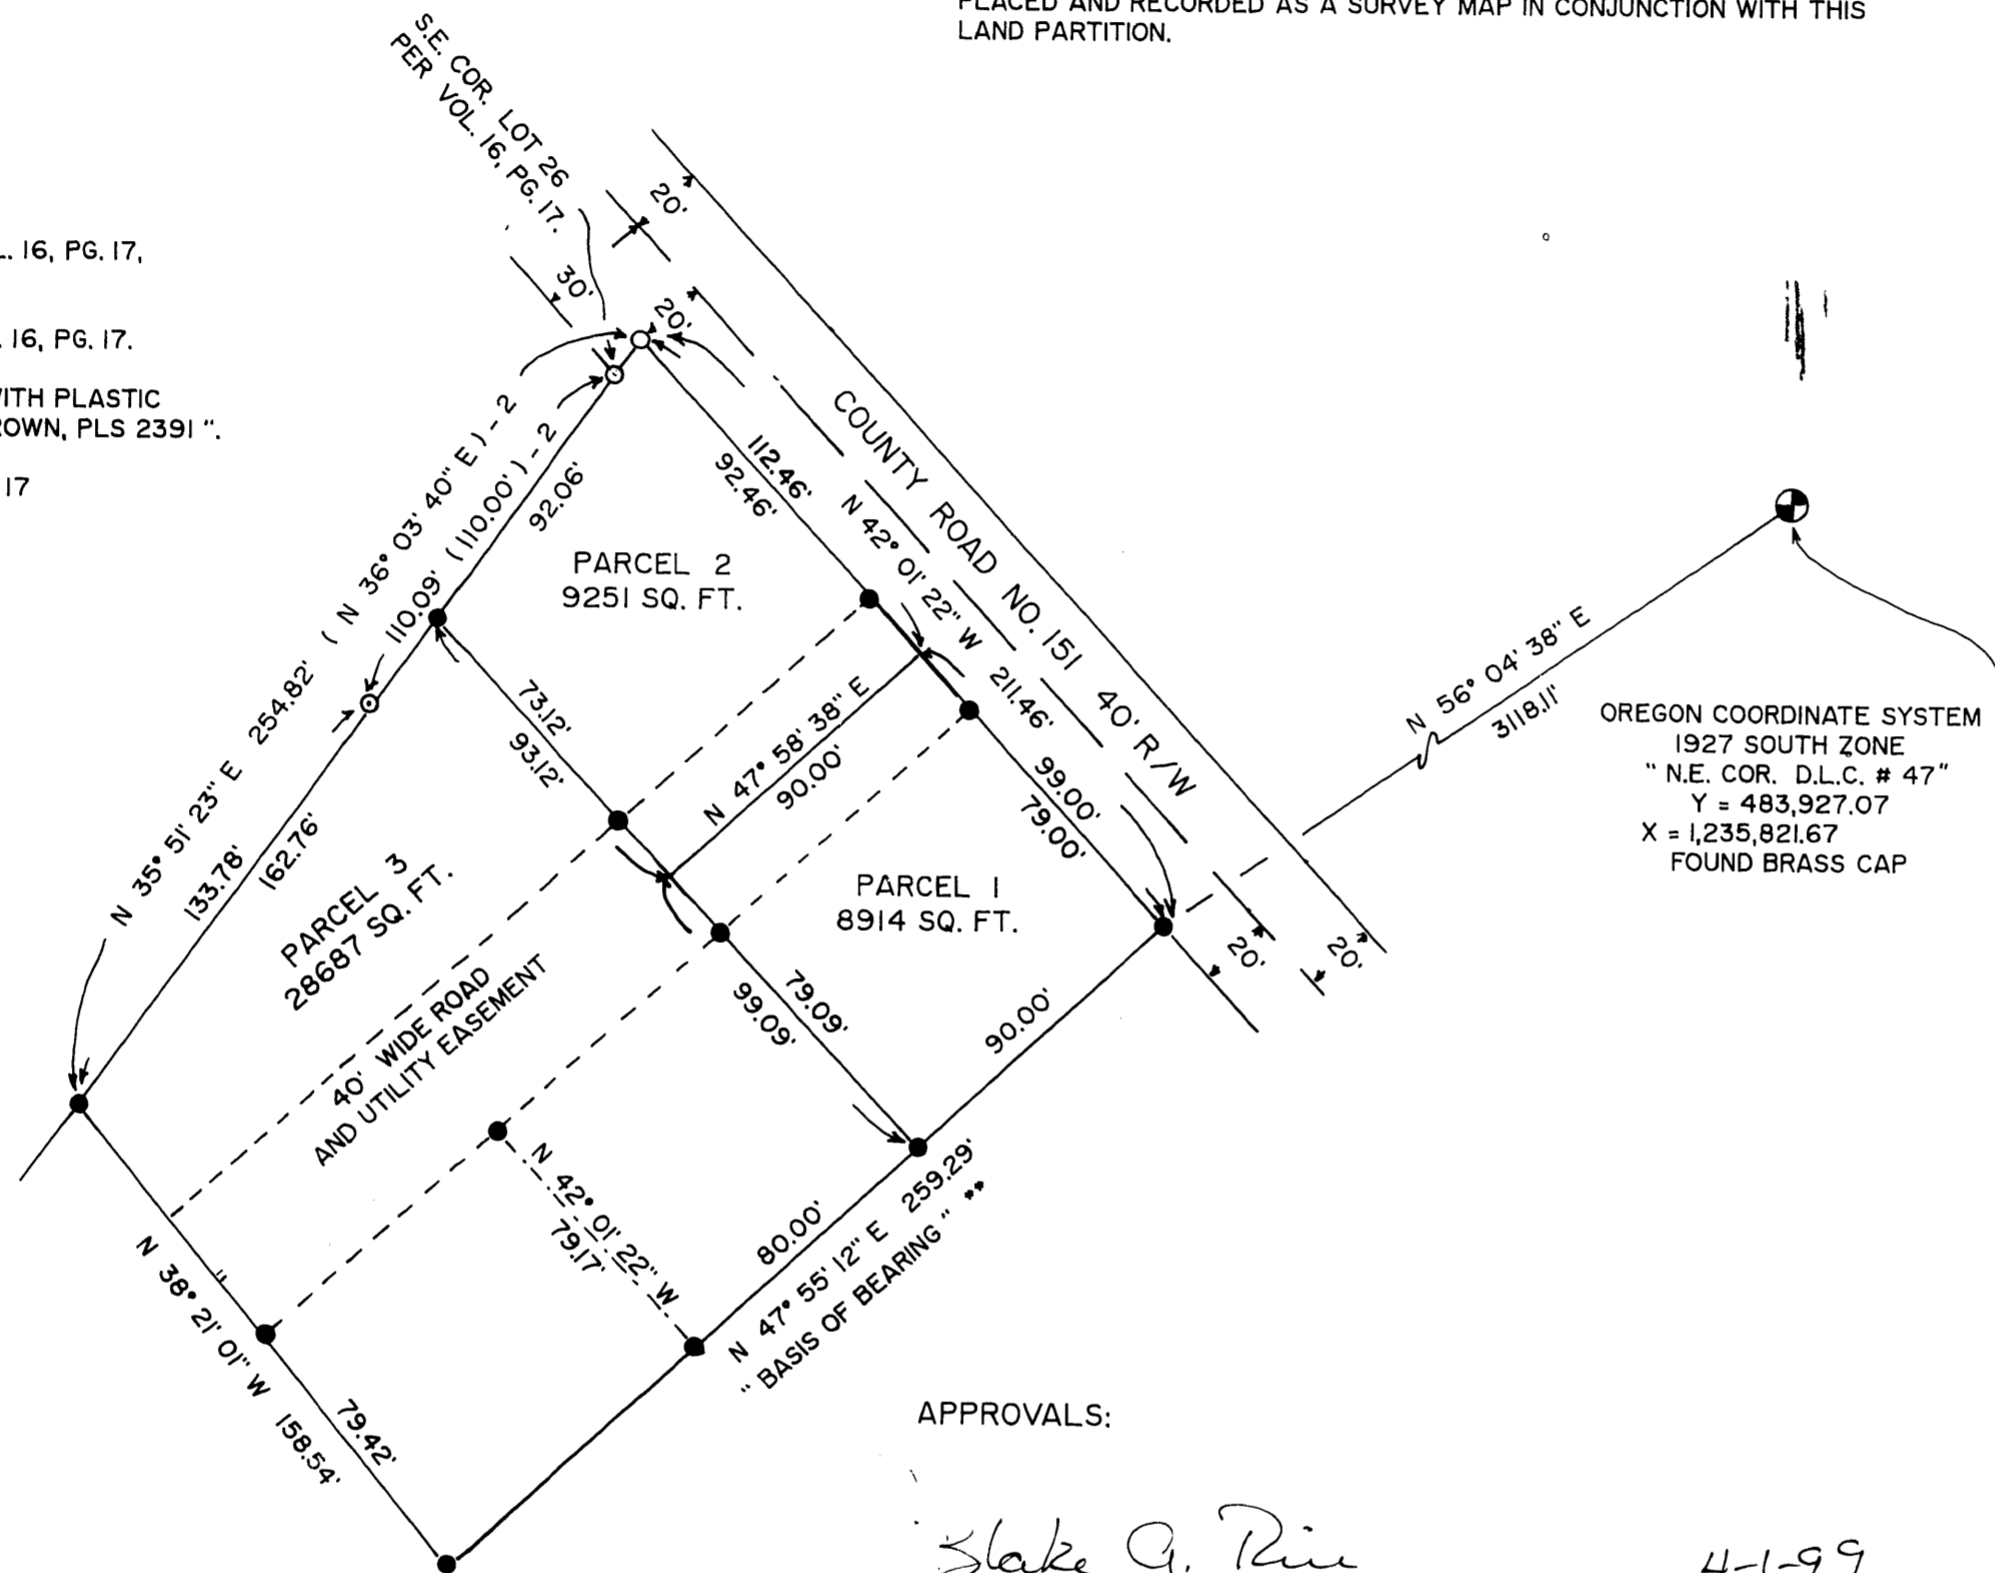 PLACED AND RECORDED AS A SURVEY MAP IN CONJUNCTION WITH THIS
LAND PARTITION.
S.E. COR. LOT 26
PER VOL. 16, PG. 17.
L. 16, PG. 17,
. 16, PG. 17.
WITH PLASTIC
ROWN, PLS 2391 ".
17
20'
30'
20'
COUNTY ROAD NO. 151 40' R/W
N 35° 51' 23" E 254.82' ( N 36° 03' 40" E ) - 2
110.09' ( 110.00' ) - 2
92.06'
112.46'
92.46'
N 42° 01' 22" W 211.46'
PARCEL 2
9251 SQ. FT.
73.12'
93.12'
N 47° 58' 38" E
90.00'
99.00'
79.00'
N 56° 04' 38" E
3118.11'
OREGON COORDINATE SYSTEM
1927 SOUTH ZONE
" N.E. COR. D.L.C. # 47"
Y = 483,927.07
X = 1,235,821.67
FOUND BRASS CAP
133.78'
162.76'
PARCEL 3
28687 SQ. FT.
PARCEL 1
8914 SQ. FT.
20'
20'
79.09'
99.09'
90.00'
40' WIDE ROAD
AND UTILITY EASEMENT
N 42° 01' 22" W
79.17'
80.00'
N 47° 55' 12" E 259.29'
" BASIS OF BEARING " **
N 38° 21' 01" W 158.54'
79.42'
APPROVALS:
Blake A. Rice
4-1-99